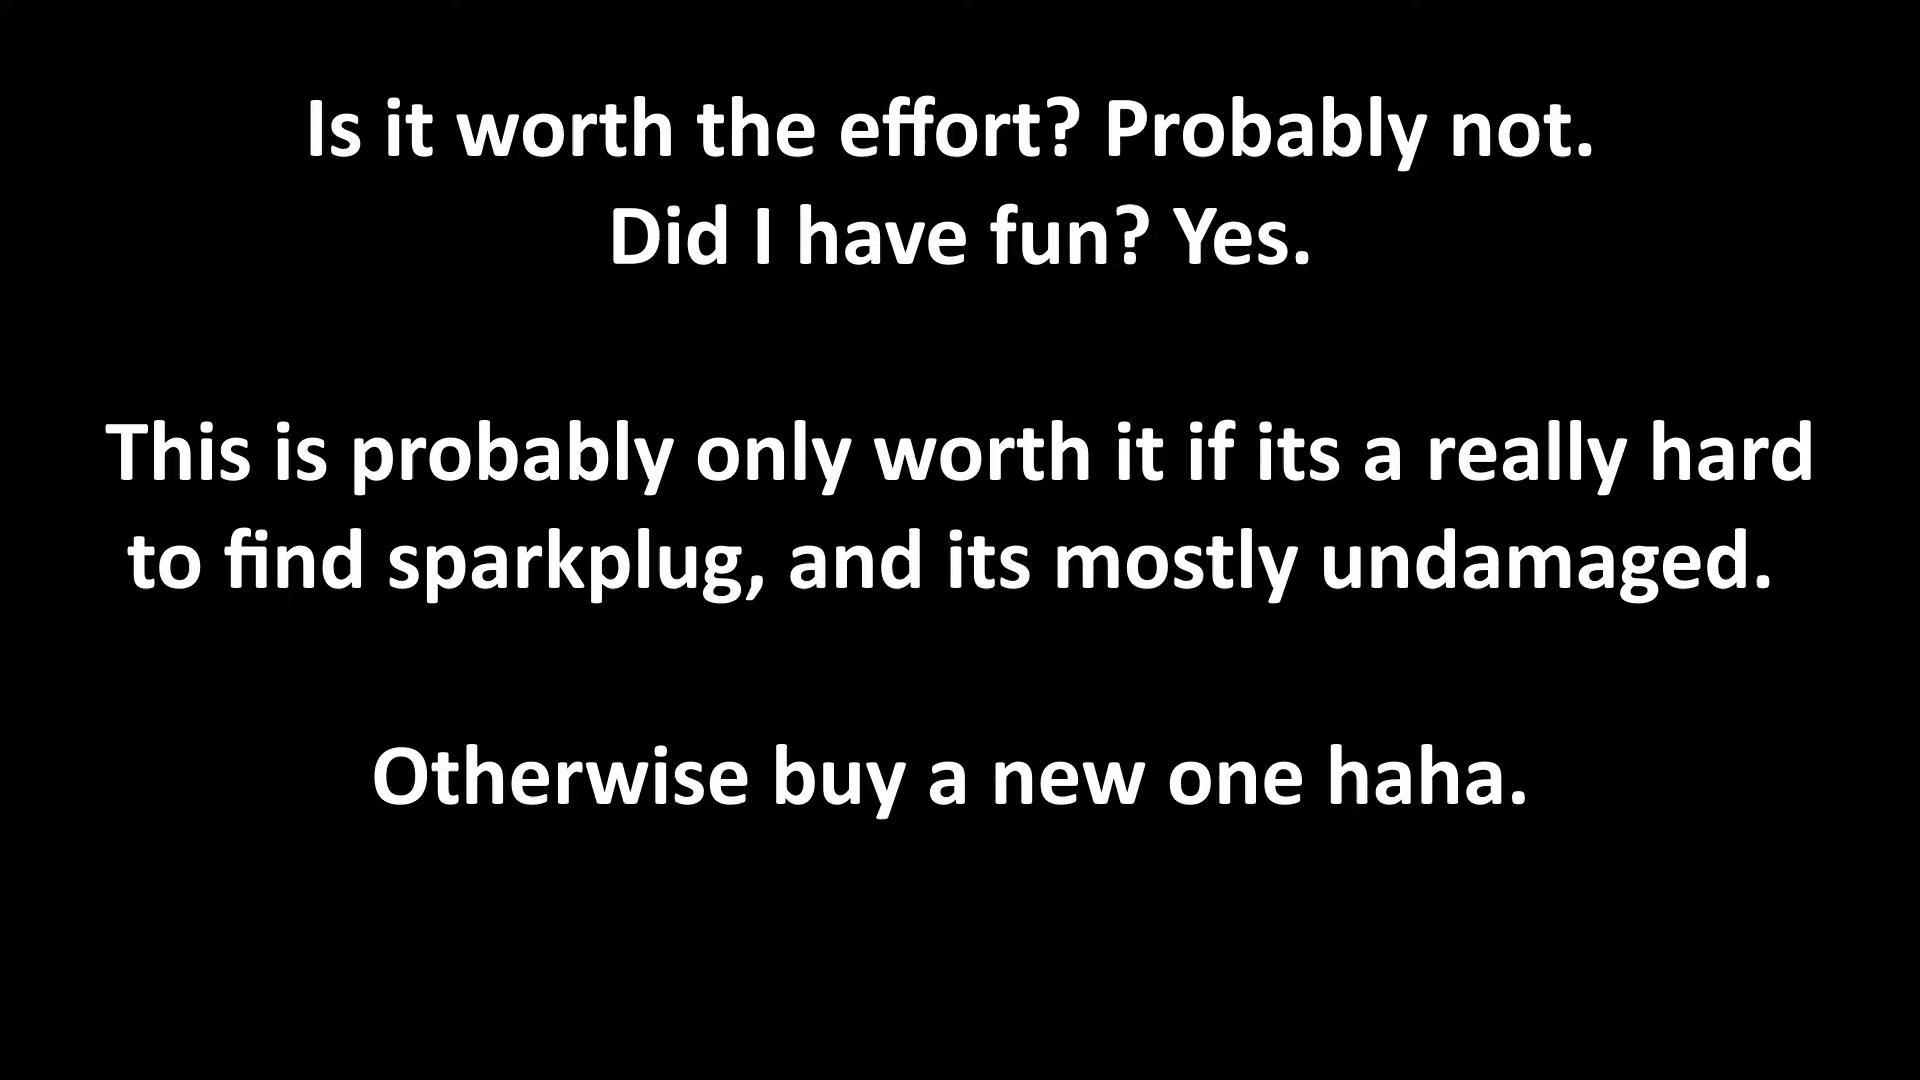 Is it worth the effort? Probably not.
Did I have fun? Yes.
This is probably only worth it if its a really hard
to find sparkplug, and its mostly undamaged.
Otherwise buy a new one haha.